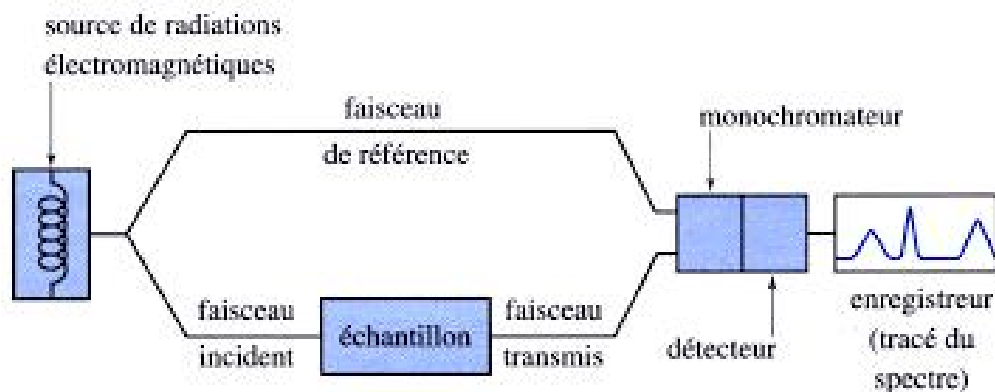 source de radiations
électromagnétiques
faisceau
de référence
monochromateur
faisceau
incident
échantillon
faisceau
transmis
détecteur
enregistreur
(tracé du
spectre)